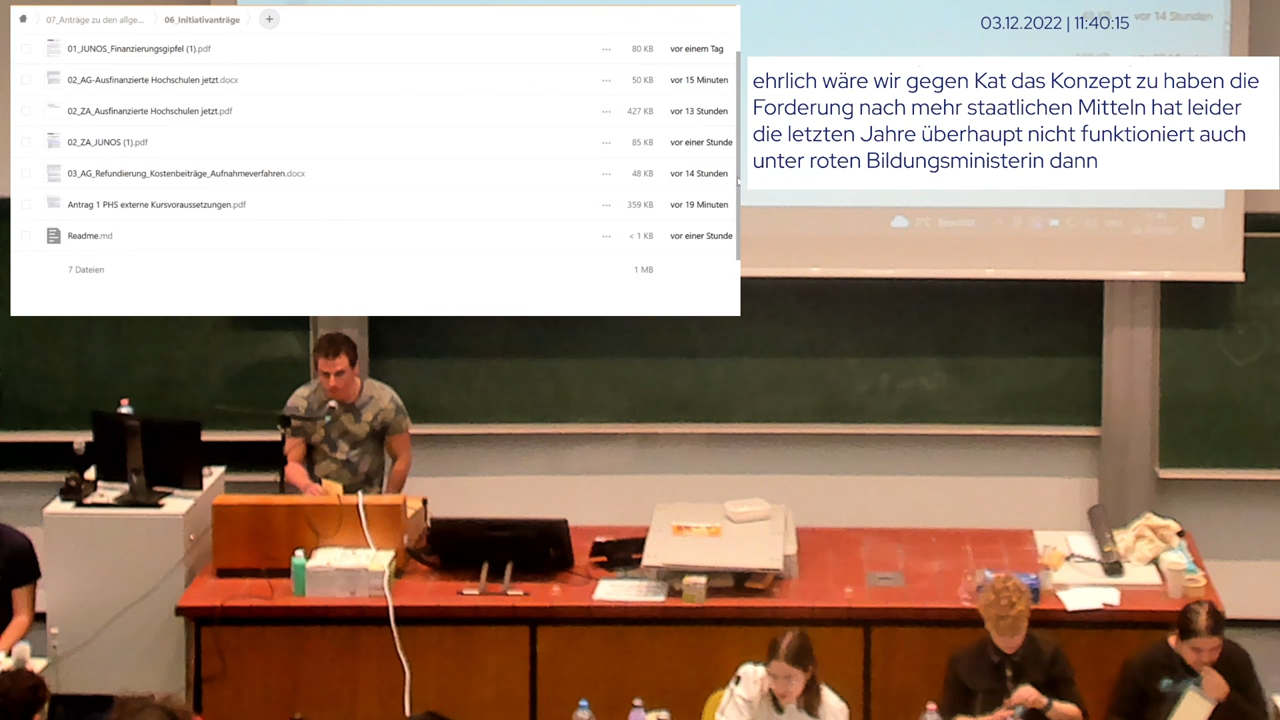 07_Anträge zu den allge... 06_Initiativanträge +
01_JUNOS_Finanzierungsgipfel (1).pdf ... 80 KB vor einem Tag
02_AG-Ausfinanzierte Hochschulen jetzt.docx ... 50 KB vor 15 Minuten
02_ZA_Ausfinanzierte Hochschulen jetzt.pdf ... 427 KB vor 13 Stunden
02_ZA_JUNOS (1).pdf ... 85 KB vor einer Stunde
03_AG_Refundierung_Kostenbeiträge_Aufnahmeverfahren.docx ... 48 KB vor 14 Stunden
Antrag 1 PHS externe Kursvoraussetzungen.pdf ... 359 KB vor 19 Minuten
Readme.md ... < 1 KB vor einer Stunde
7 Dateien 1 MB
03.12.2022 | 11:40:15
vor 14 Stunden
ehrlich wäre wir gegen Kat das Konzept zu haben die
Forderung nach mehr staatlichen Mitteln hat leider
die letzten Jahre überhaupt nicht funktioniert auch
unter roten Bildungsministerin dann
2°C